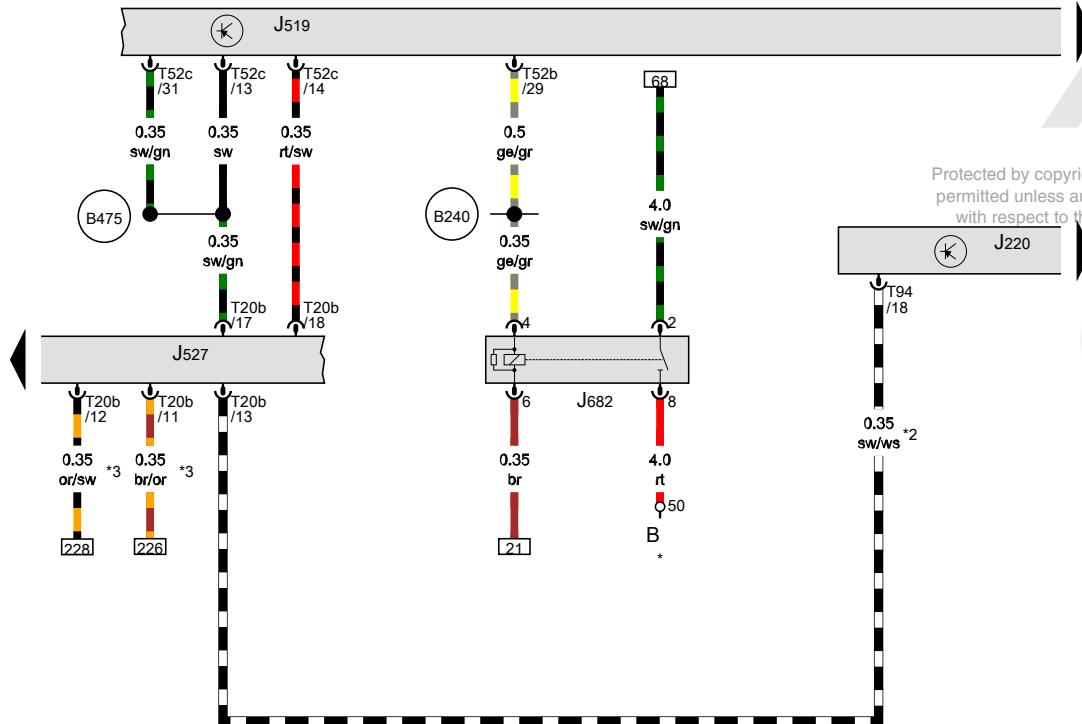 J519
T52c
/31
T52c
/13
T52c
/14
T52b
/29
68
0.35
sw/gn
0.35
sw
0.35
rt/sw
0.5
ge/gr
4.0
sw/gn
Protected by copyri
permitted unless au
with respect to th
B475
B240
J220
0.35
sw/gn
0.35
ge/gr
T94
/18
T20b
/17
T20b
/18
4
2
J527
J682
T20b
/12
T20b
/11
T20b
/13
6
8
0.35
or/sw *3
0.35
br/or *3
0.35
br
4.0
rt
0.35
sw/ws *2
50
B
*
228
226
21